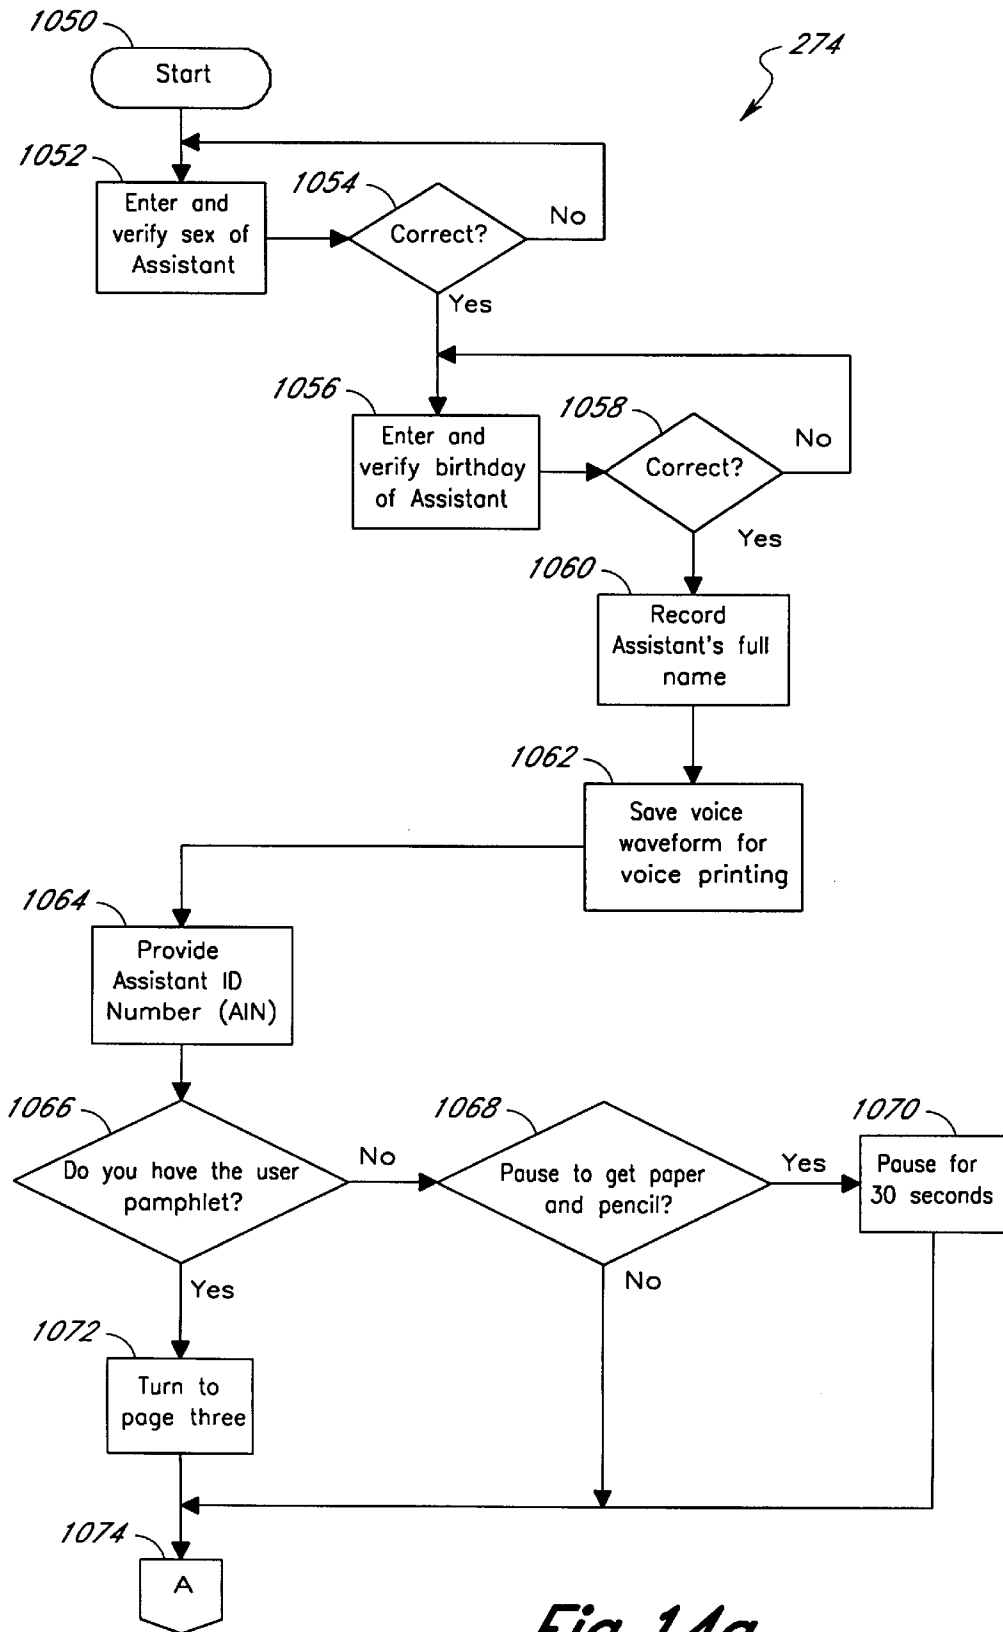 1050
Start
274
1052
Enter and
verify sex of
Assistant
1054
Correct?
No
Yes
1056
Enter and
verify birthday
of Assistant
1058
Correct?
No
Yes
1060
Record
Assistant's full
name
1062
Save voice
waveform for
voice printing
1064
Provide
Assistant ID
Number (AIN)
1066
Do you have the user
pamphlet?
No
Yes
1068
Pause to get paper
and pencil?
Yes
No
1070
Pause for
30 seconds
1072
Turn to
page three
1074
A
Fig. 14a